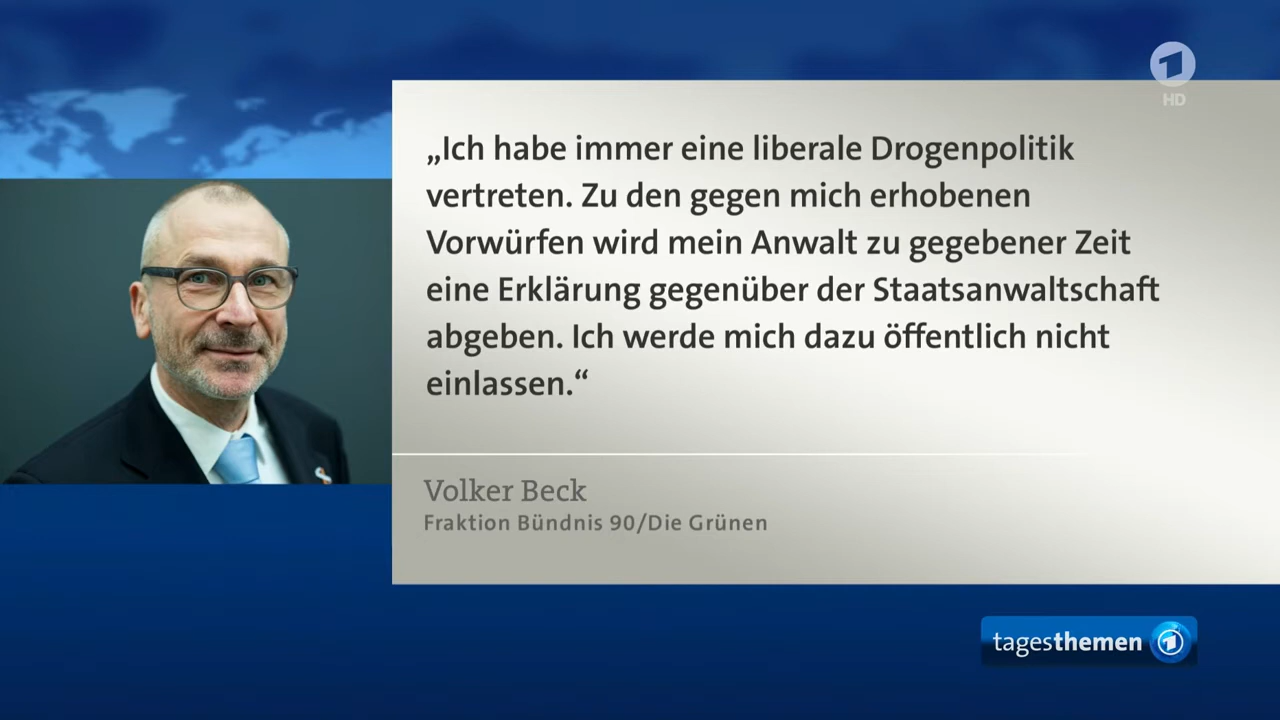 1
HD
„Ich habe immer eine liberale Drogenpolitik
vertreten. Zu den gegen mich erhobenen
Vorwürfen wird mein Anwalt zu gegebener Zeit
eine Erklärung gegenüber der Staatsanwaltschaft
abgeben. Ich werde mich dazu öffentlich nicht
einlassen.“
Volker Beck
Fraktion Bündnis 90/Die Grünen
tagesthemen 1